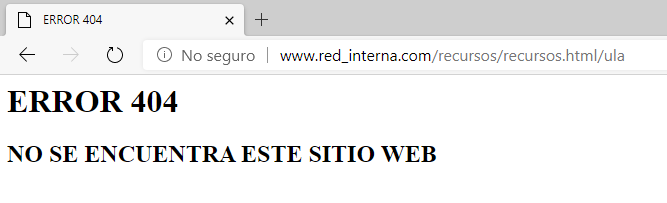 ERROR 404
No seguro | www.red_interna.com/recursos/recursos.html/ula
ERROR 404
NO SE ENCUENTRA ESTE SITIO WEB